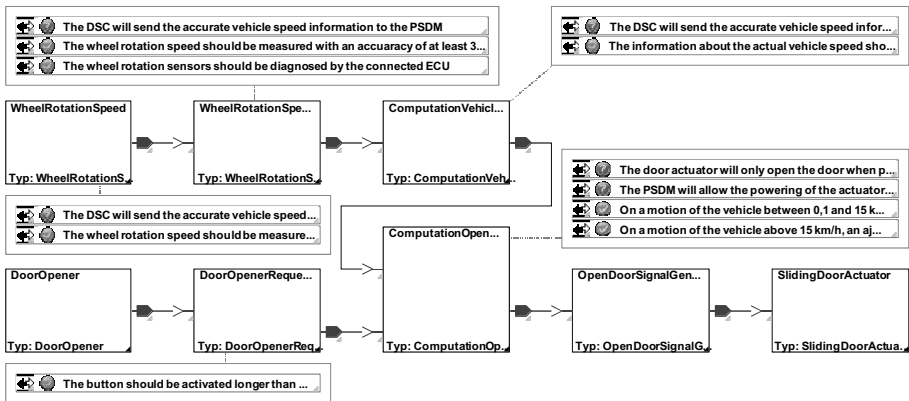 The DSC will send the accurate vehicle speed information to the PSDM
The wheel rotation speed should be measured with an accuaracy of at least 3...
The wheel rotation sensors should be diagnosed by the connected ECU
The DSC will send the accurate vehicle speed infor...
The information about the actual vehicle speed sho...
WheelRotationSpeed
Typ: WheelRotationS...
WheelRotationSpe...
Typ: WheelRotationS...
ComputationVehicl...
Typ: ComputationVeh...
The door actuator will only open the door when p...
The PSDM will allow the powering of the actuator...
On a motion of the vehicle between 0,1 and 15 k...
On a motion of the vehicle above 15 km/h, an aj...
The DSC will send the accurate vehicle speed...
The wheel rotation speed should be measure...
ComputationOpen...
Typ: ComputationOp...
DoorOpener
Typ: DoorOpener
DoorOpenerReque...
Typ: DoorOpenerReq...
OpenDoorSignalGen...
Typ: OpenDoorSignalG...
SlidingDoorActuator
Typ: SlidingDoorActua...
The button should be activated longer than ...